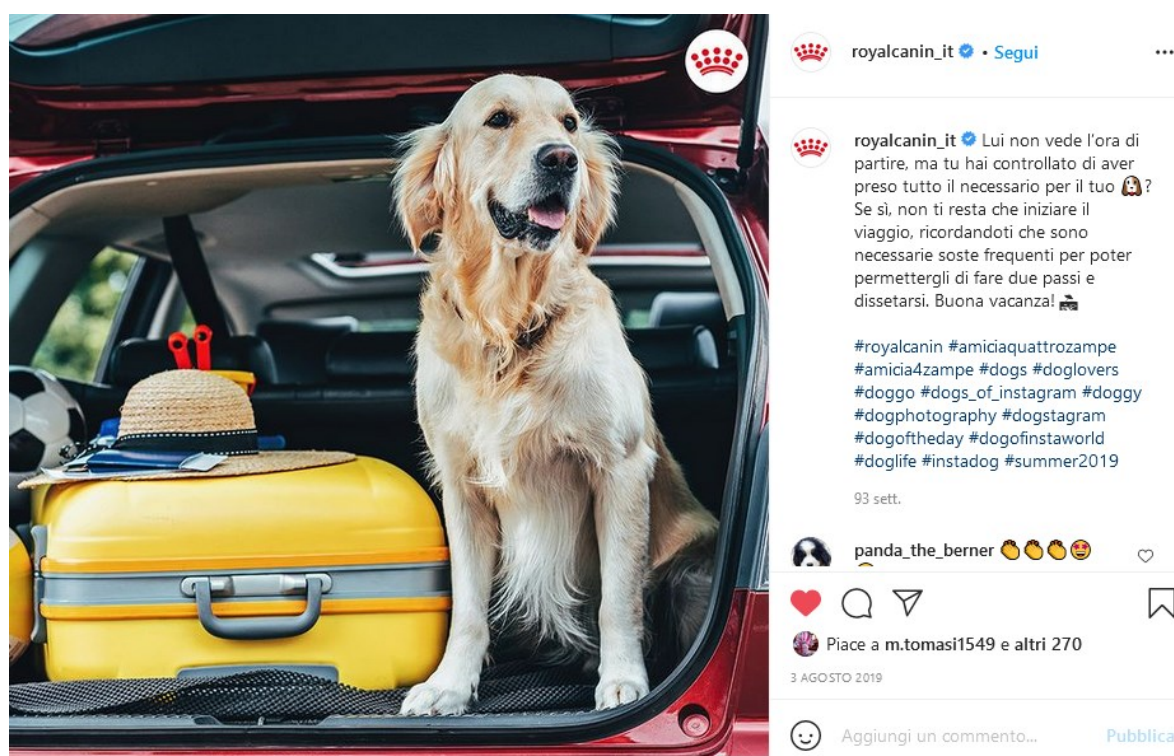 royalcanin_it • Segui
royalcanin_it Lui non vede l'ora di
partire, ma tu hai controllato di aver
preso tutto il necessario per il tuo 🐶?
Se sì, non ti resta che iniziare il
viaggio, ricordandoti che sono
necessarie soste frequenti per poter
permettergli di fare due passi e
dissetarsi. Buona vacanza!
#royalcanin #amiciaquattrozampe
#amicia4zampe #dogs #doglovers
#doggo #dogs_of_instagram #doggy
#dogphotography #dogstagram
#dogoftheday #dogofinstaworld
#doglife #instadog #summer2019
93 sett.
panda_the_berner 👏👏👏🤩
Piace a m.tomasi1549 e altri 270
3 AGOSTO 2019
Aggiungi un commento...
Pubblica